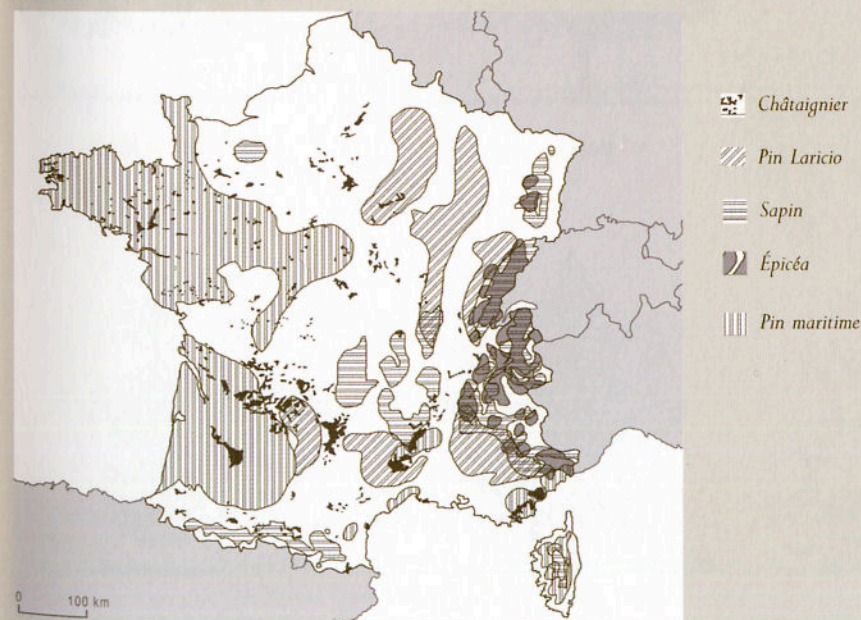 Châtaignier
Pin Laricio
Sapin
Épicéa
Pin maritime
0 100 km